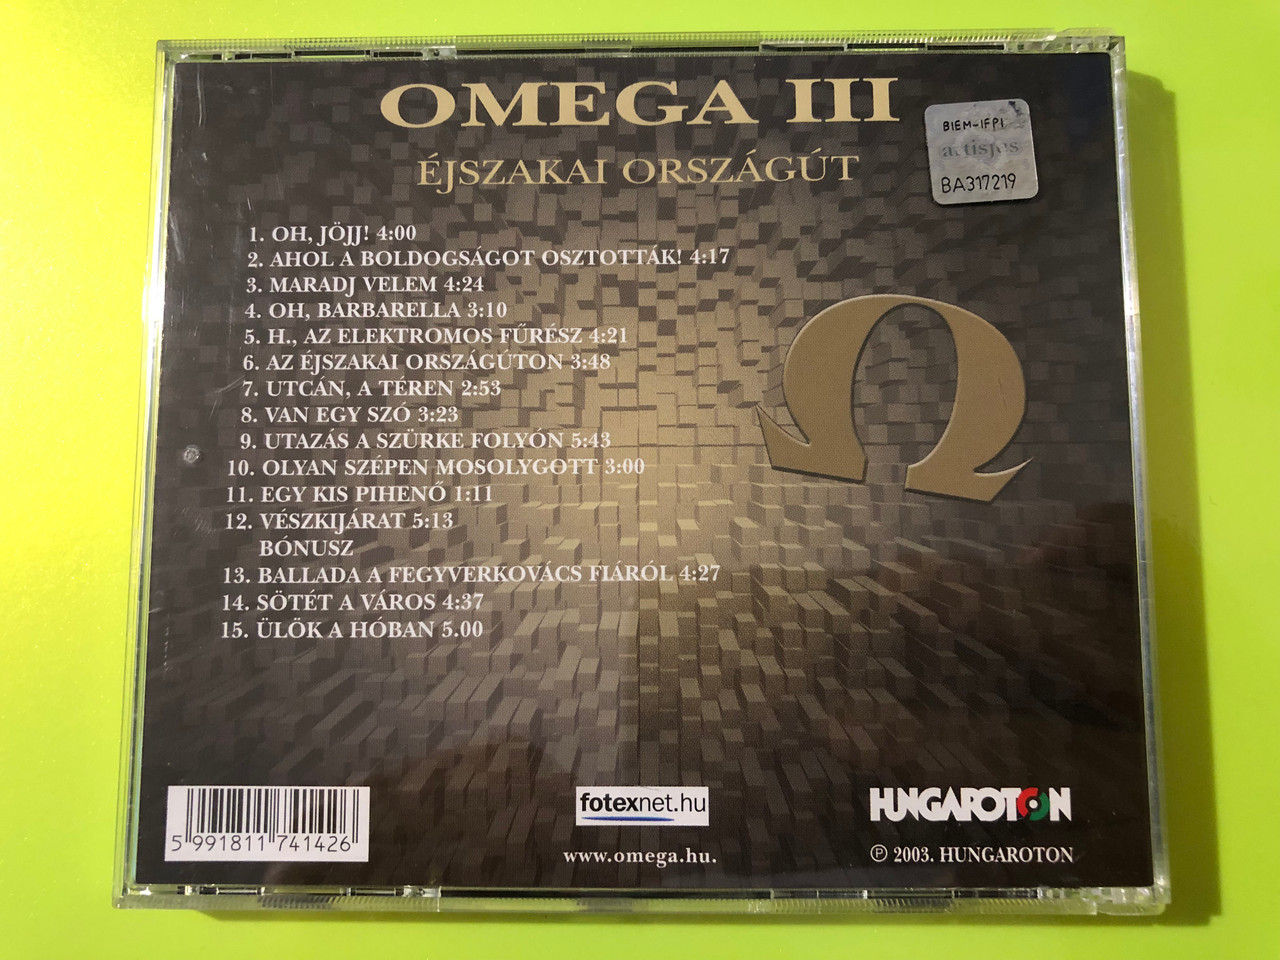 OMEGA III
ÉJSZAKAI ORSZÁGÚT
BIEM-IFPI
artisjus
BA317219
1. OH, JÖJJ! 4:00
2. AHOL A BOLDOGSÁGOT OSZTOTTÁK! 4:17
3. MARADJ VELEM 4:24
4. OH, BARBARELLA 3:10
5. H., AZ ELEKTROMOS FŰRÉSZ 4:21
6. AZ ÉJSZAKAI ORSZÁGÚTON 3:48
7. UTCÁN, A TÉREN 2:53
8. VAN EGY SZÓ 3:23
9. UTAZÁS A SZÜRKE FOLYÓN 5:43
10. OLYAN SZÉPEN MOSOLYGOTT 3:00
11. EGY KIS PIHENŐ 1:11
12. VÉSZKIJÁRAT 5:13
BÓNUSZ
13. BALLADA A FEGYVERKOVÁCS FIÁRÓL 4:27
14. SÖTÉT A VÁROS 4:37
15. ÜLÖK A HÓBAN 5.00
Ω
5 991811 741426
fotexnet.hu
www.omega.hu.
HUNGAROTON
℗ 2003. HUNGAROTON